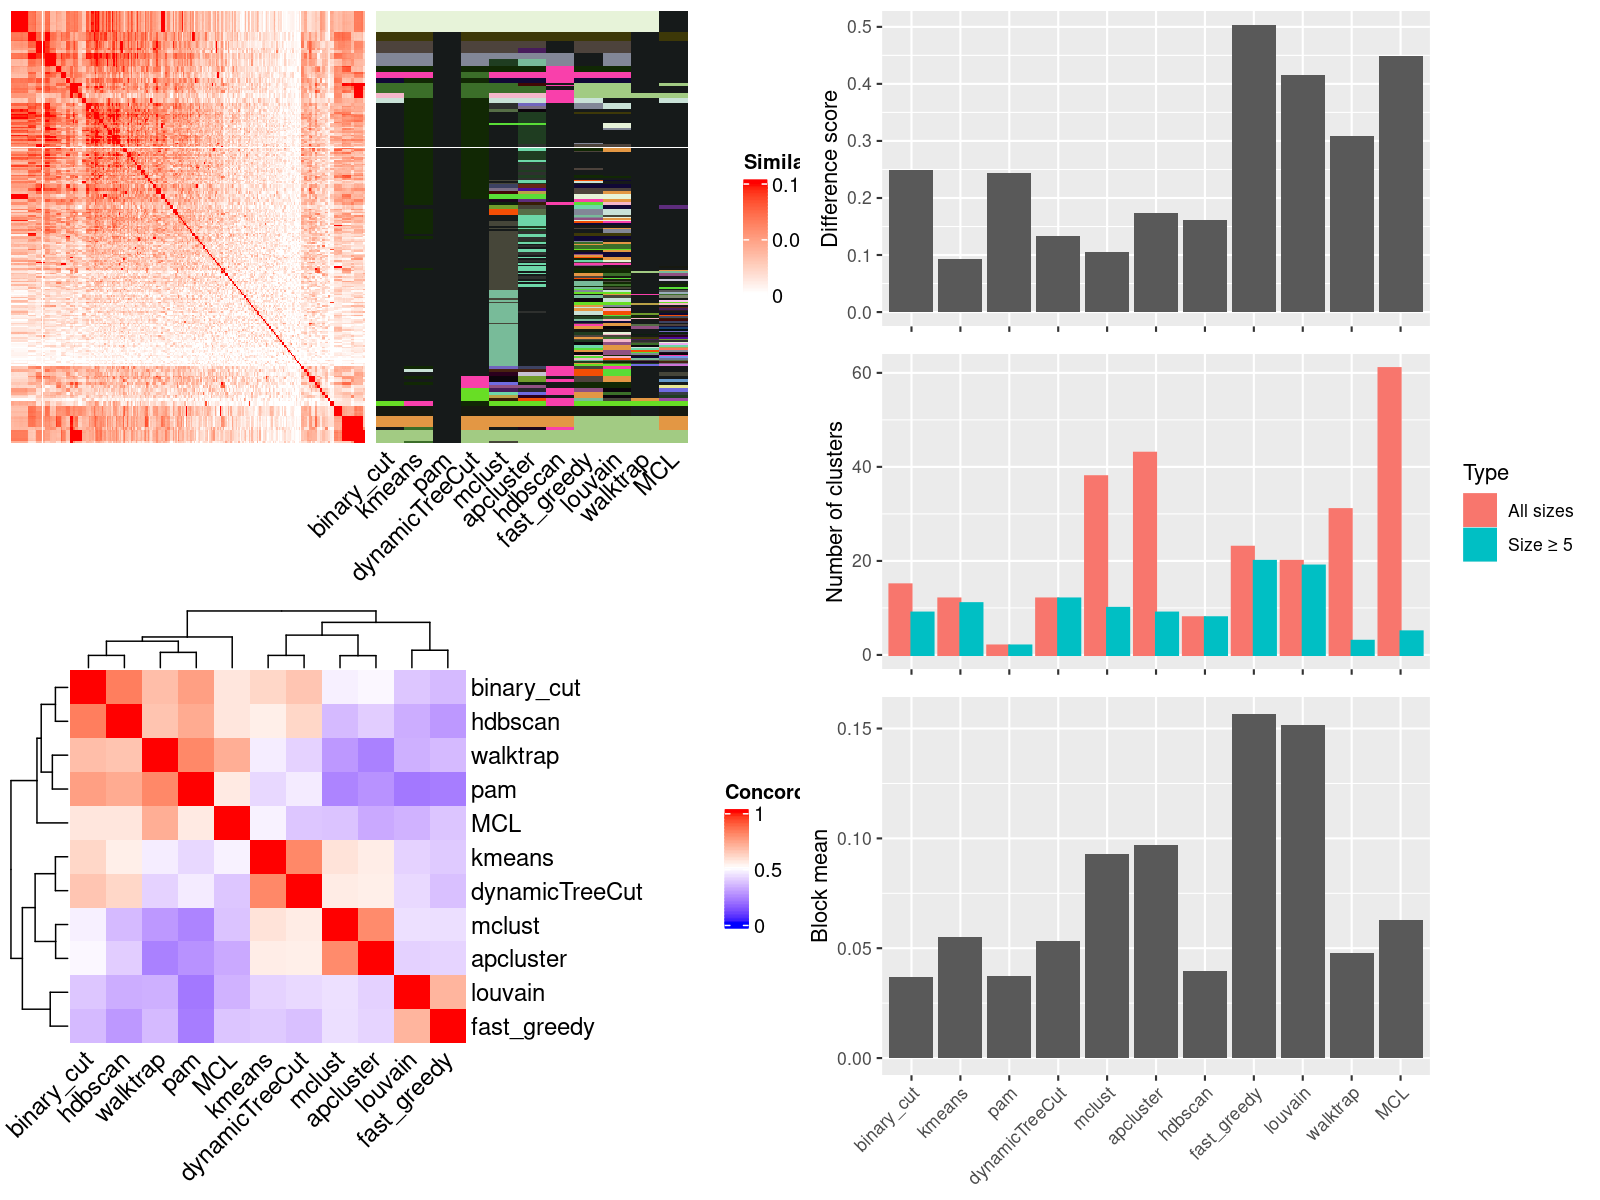 Simila
0.1
0.0
0
binary_cut
kmeans
pam
dynamicTreeCut
mclust
apcluster
hdbscan
fast_greedy
louvain
walktrap
MCL
binary_cut
hdbscan
walktrap
pam
MCL
kmeans
dynamicTreeCut
mclust
apcluster
louvain
fast_greedy
binary_cut
hdbscan
walktrap
pam
MCL
kmeans
dynamicTreeCut
mclust
apcluster
louvain
fast_greedy
Concord
1
0.5
0
Difference score
0.5
0.4
0.3
0.2
0.1
0.0
Number of clusters
60
40
20
0
Type
All sizes
Size ≥ 5
Block mean
0.15
0.10
0.05
0.00
binary_cut
kmeans
pam
dynamicTreeCut
mclust
apcluster
hdbscan
fast_greedy
louvain
walktrap
MCL